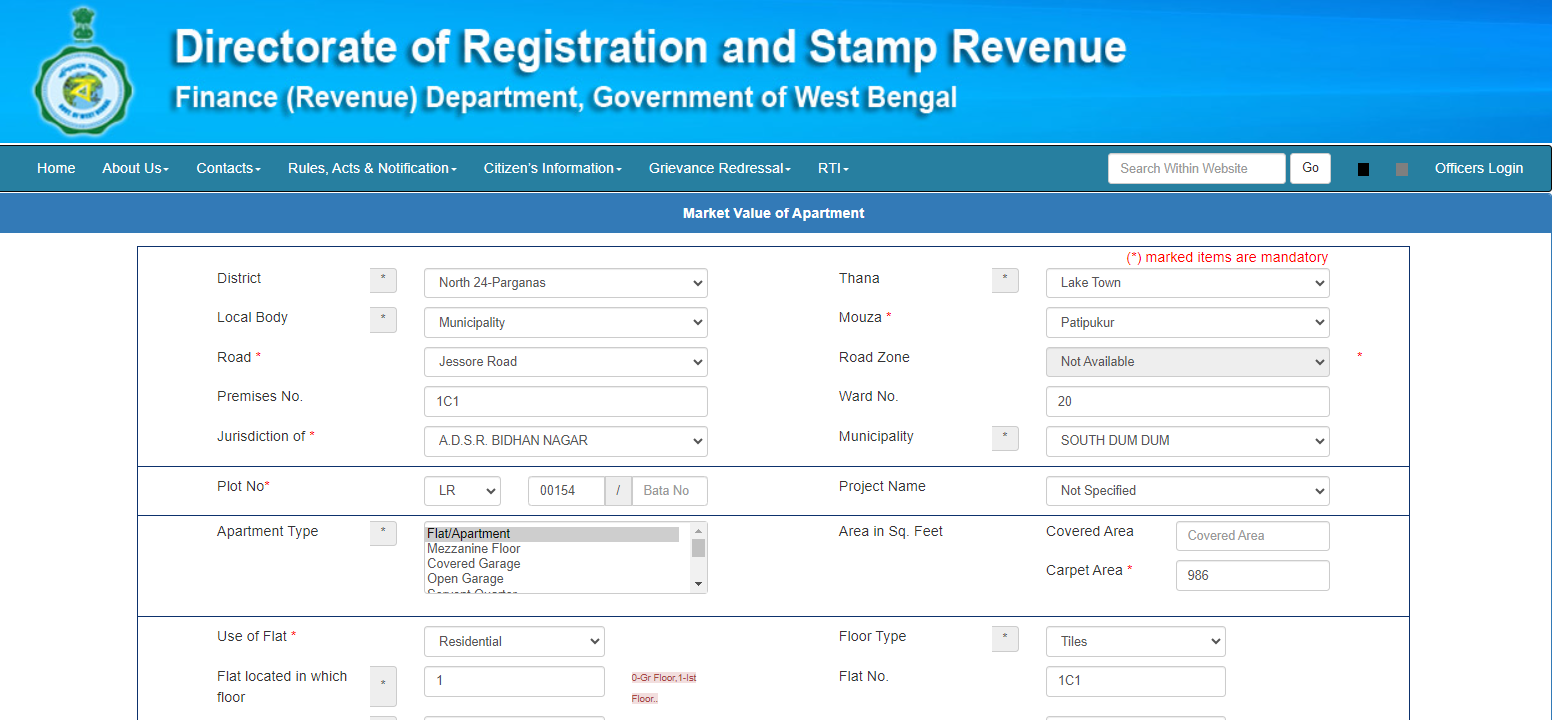 Directorate of Registration and Stamp Revenue
Finance (Revenue) Department, Government of West Bengal
Home About Us Contacts Rules, Acts & Notification Citizen's Information Grievance Redressal RTI Search Within Website Go Officers Login
Market Value of Apartment
(*) marked items are mandatory
District * North 24-Parganas Thana * Lake Town
Local Body * Municipality Mouza * Patipukur
Road * Jessore Road Road Zone Not Available *
Premises No. 1C1 Ward No. 20
Jurisdiction of * A.D.S.R. BIDHAN NAGAR Municipality * SOUTH DUM DUM
Plot No* LR 00154 / Bata No Project Name Not Specified
Apartment Type * Flat/Apartment Area in Sq. Feet Covered Area Covered Area
Mezzanine Floor
Covered Garage Carpet Area * 986
Open Garage
Servant Quarter
Use of Flat * Residential Floor Type * Tiles
Flat located in which floor * 1 0-Gr Floor,1-Ist Floor.. Flat No. 1C1